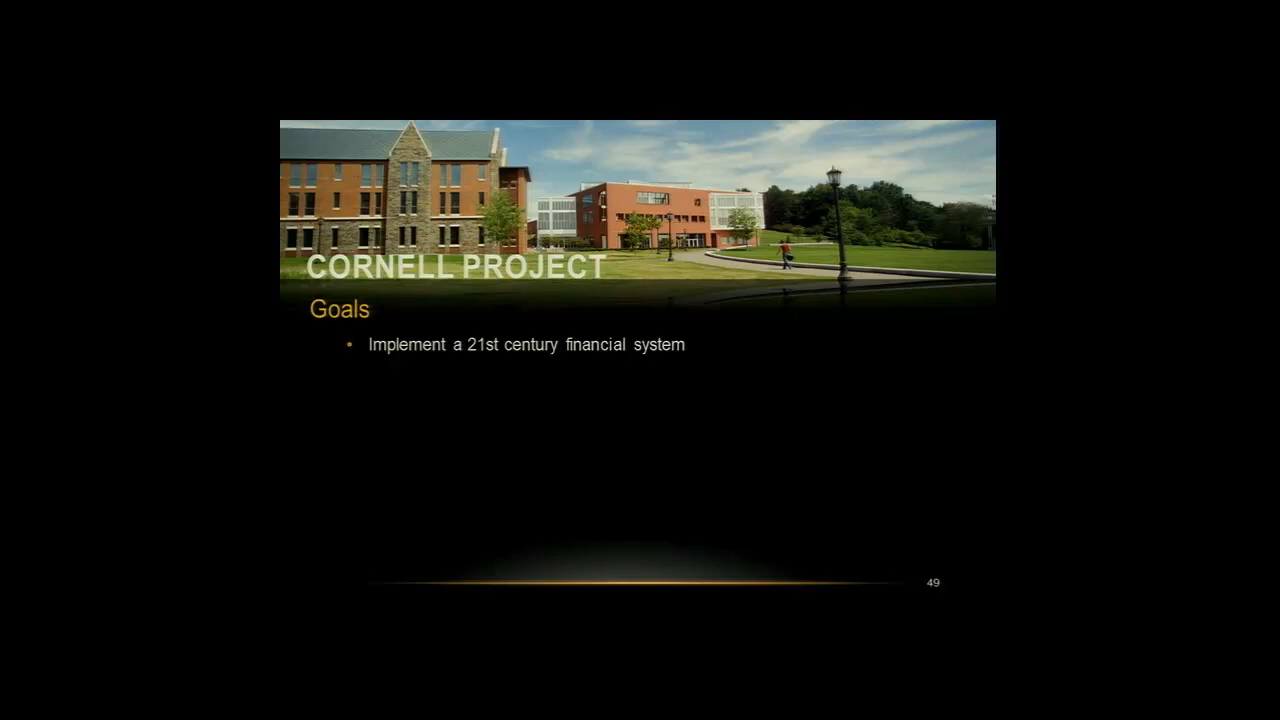 CORNELL PROJECT
Goals
• Implement a 21st century financial system
49